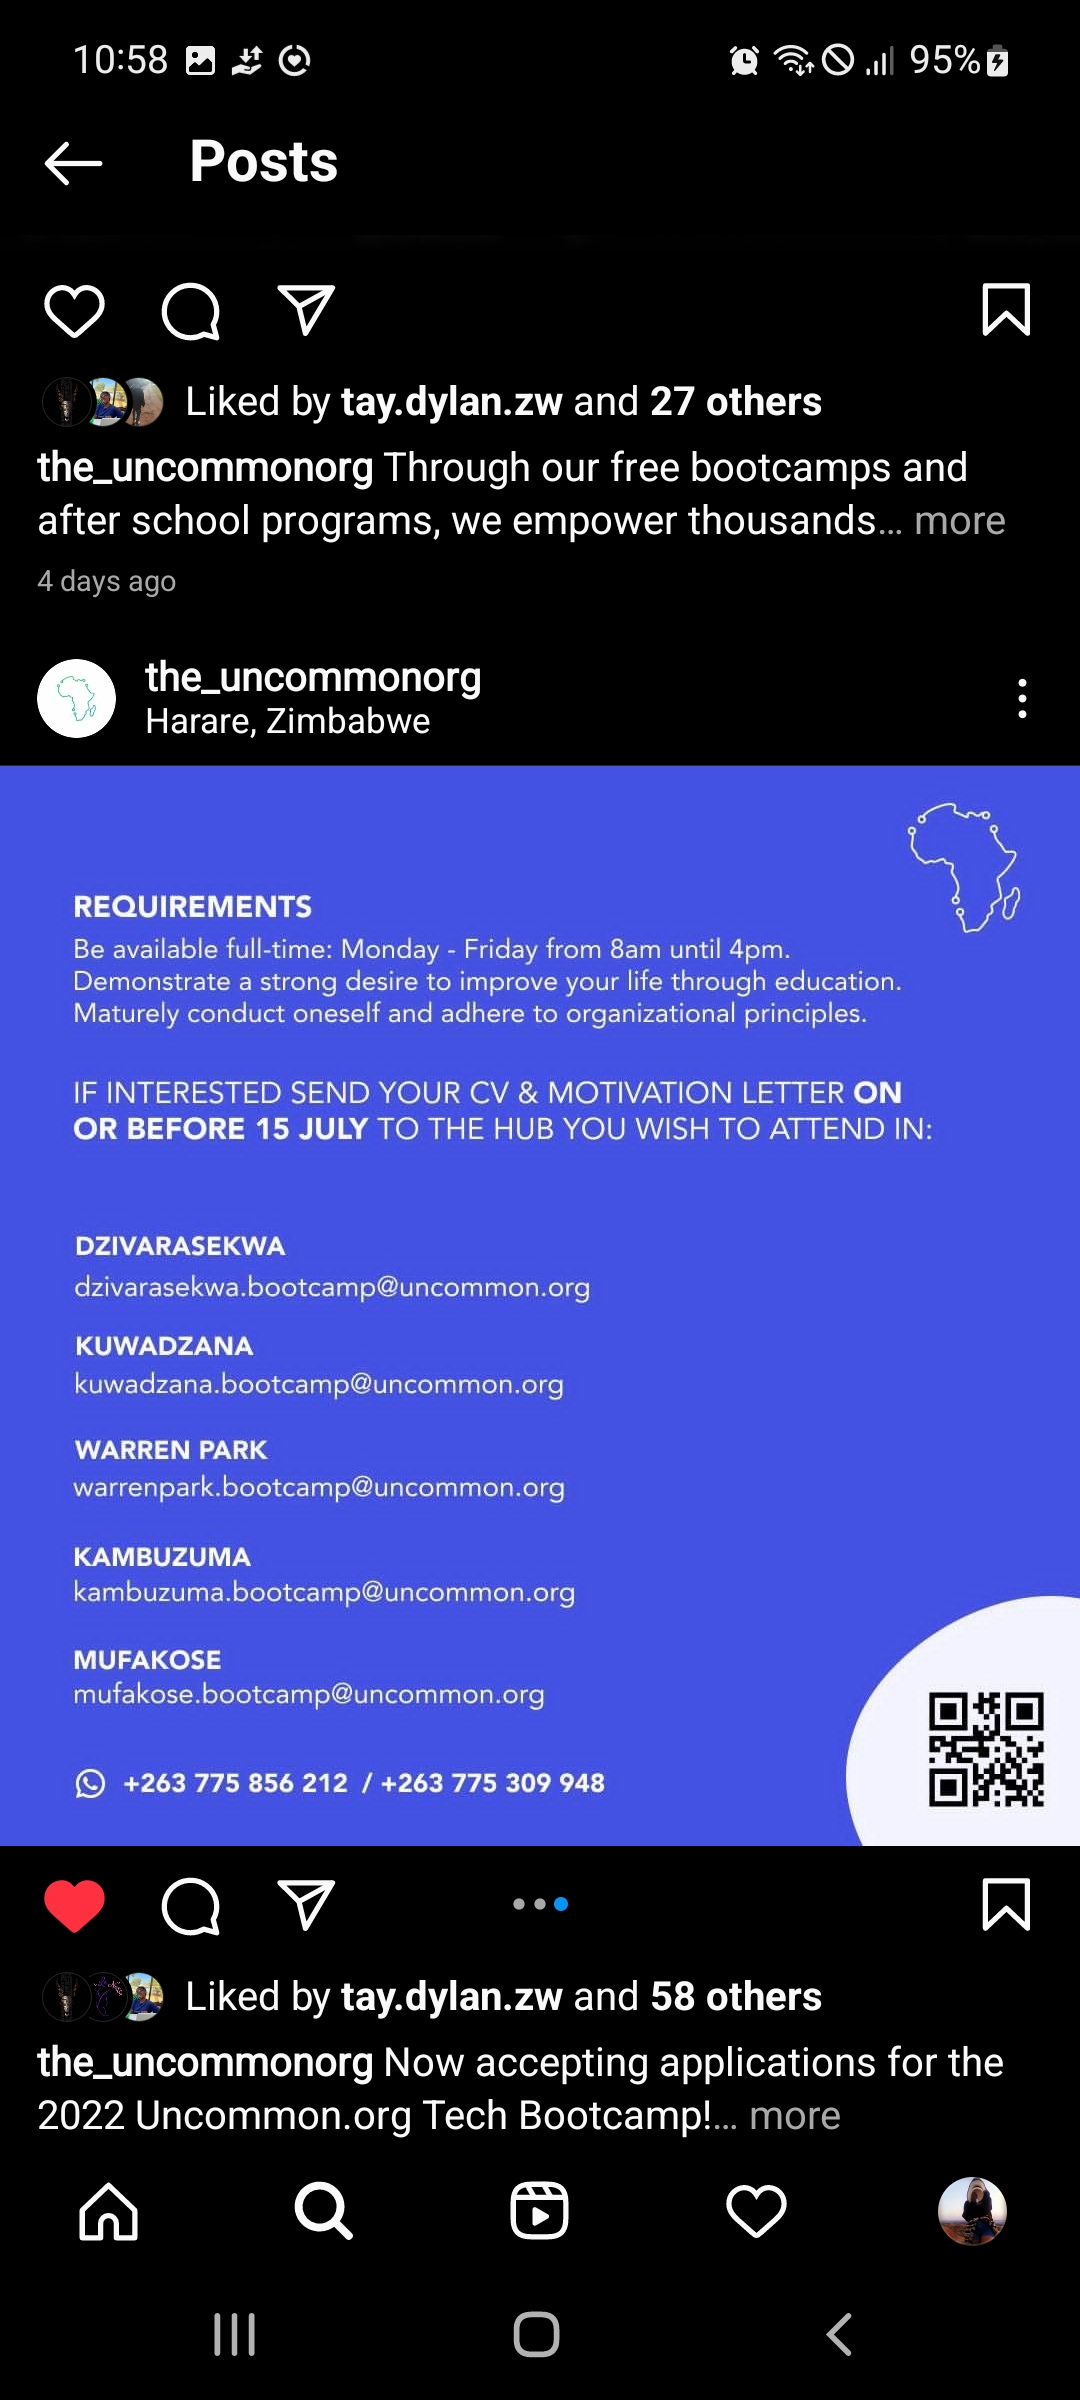 10:58 95%
Posts
Liked by tay.dylan.zw and 27 others
the_uncommonorg Through our free bootcamps and
after school programs, we empower thousands... more
4 days ago
the_uncommonorg
Harare, Zimbabwe
REQUIREMENTS
Be available full-time: Monday - Friday from 8am until 4pm.
Demonstrate a strong desire to improve your life through education.
Maturely conduct oneself and adhere to organizational principles.
IF INTERESTED SEND YOUR CV & MOTIVATION LETTER ON
OR BEFORE 15 JULY TO THE HUB YOU WISH TO ATTEND IN:
DZIVARASEKWA
dzivarasekwa.bootcamp@uncommon.org
KUWADZANA
kuwadzana.bootcamp@uncommon.org
WARREN PARK
warrenpark.bootcamp@uncommon.org
KAMBUZUMA
kambuzuma.bootcamp@uncommon.org
MUFAKOSE
mufakose.bootcamp@uncommon.org
+263 775 856 212 / +263 775 309 948
Liked by tay.dylan.zw and 58 others
the_uncommonorg Now accepting applications for the
2022 Uncommon.org Tech Bootcamp!... more